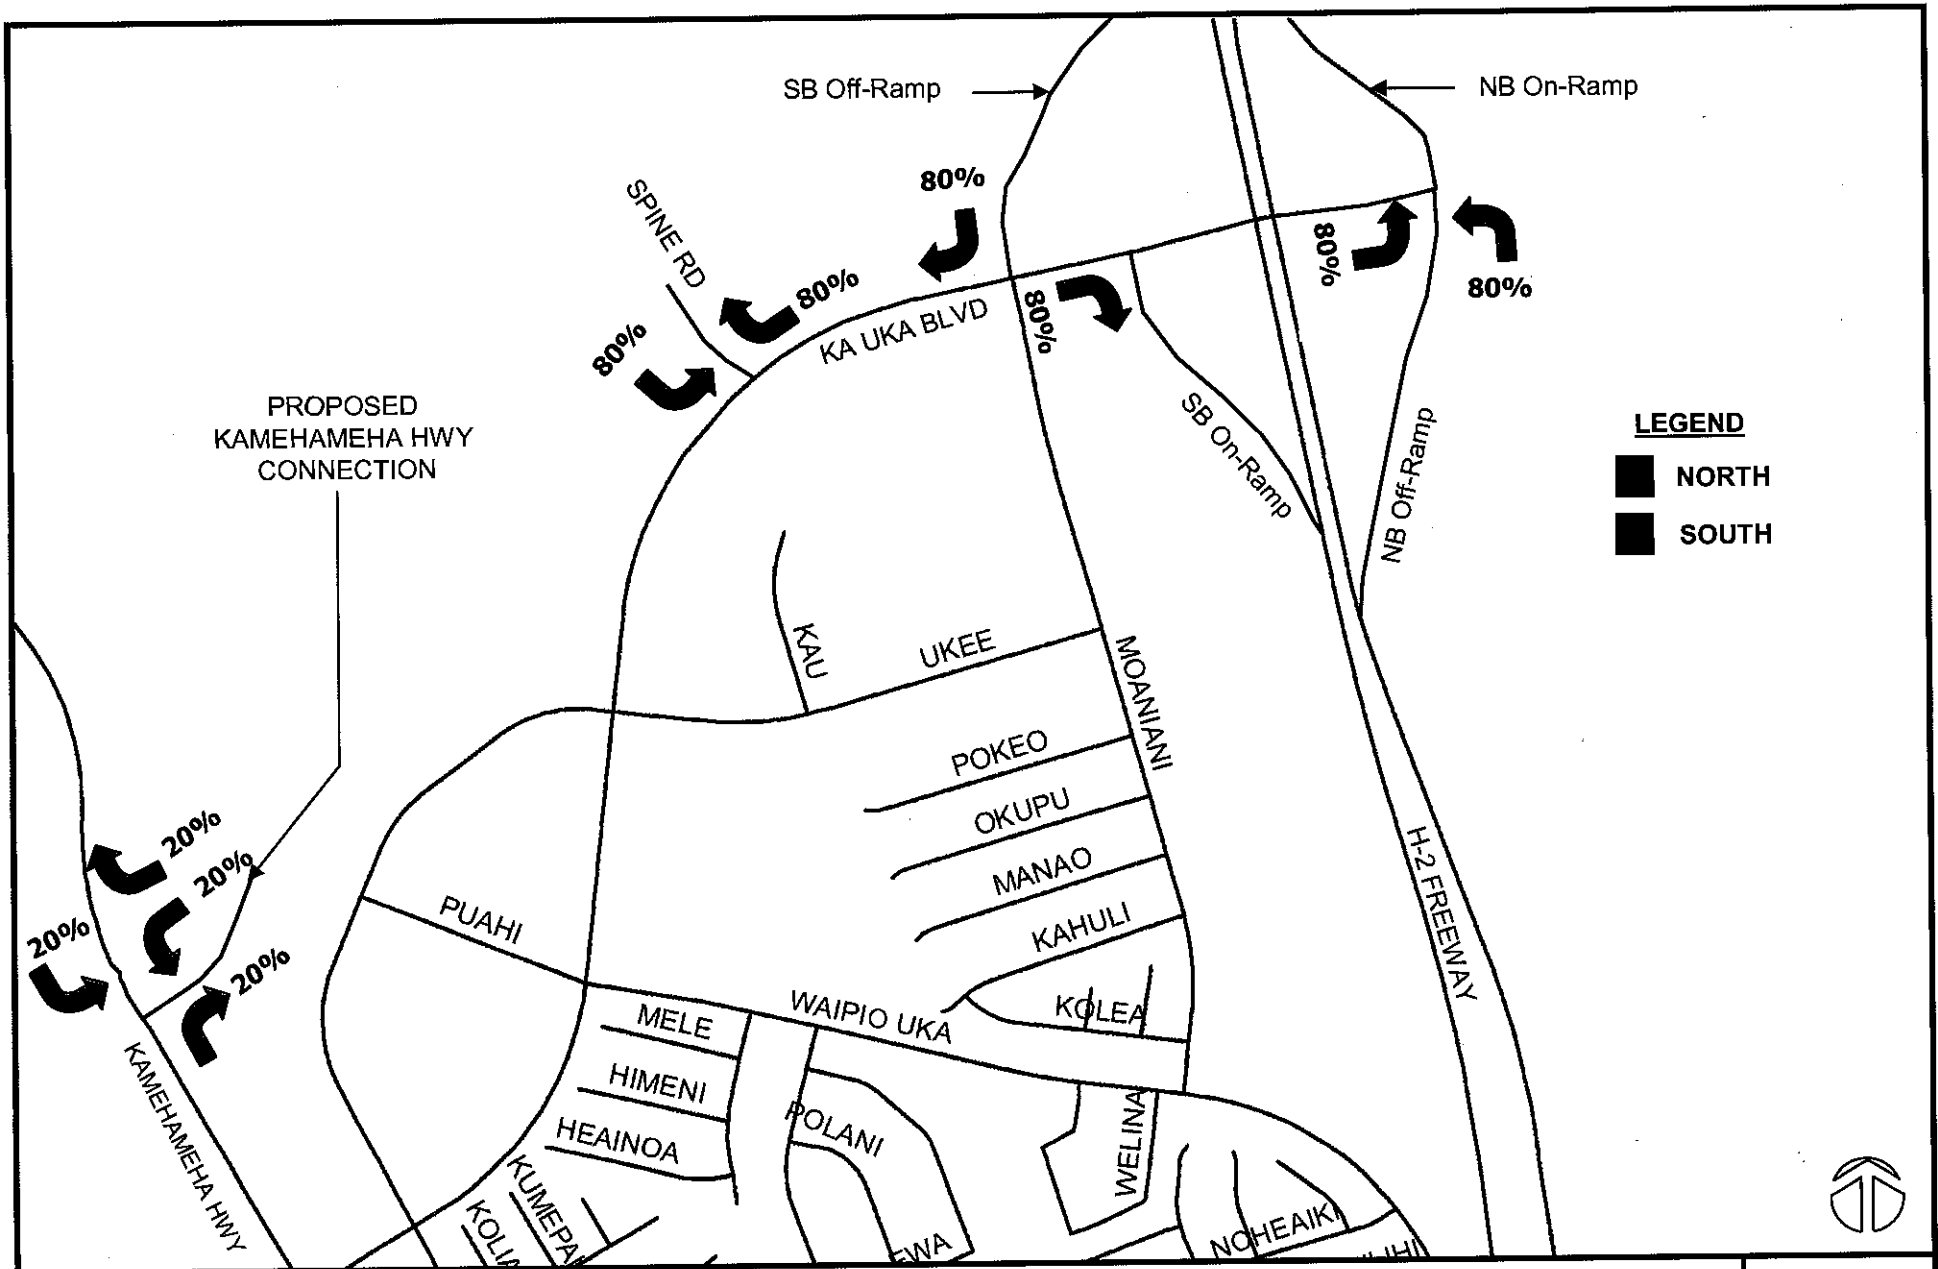 SB Off-Ramp
NB On-Ramp
80%
SPINE RD
80%
80%
80%
80%
80%
80%
KA UKA BLVD
PROPOSED
KAMEHAMEHA HWY
CONNECTION
SB On-Ramp
NB Off-Ramp
LEGEND
NORTH
SOUTH
KAU
UKEE
MOANIANI
POKEO
OKUPU
MANAO
KAHULI
KOLEA
H-2 FREEWAY
20%
20%
20%
20%
PUAHI
WAIPIO UKA
MELE
HIMENI
HEAINOA
POLANI
WELINA
KAMEHAMEHA HWY
NOHEAIKI